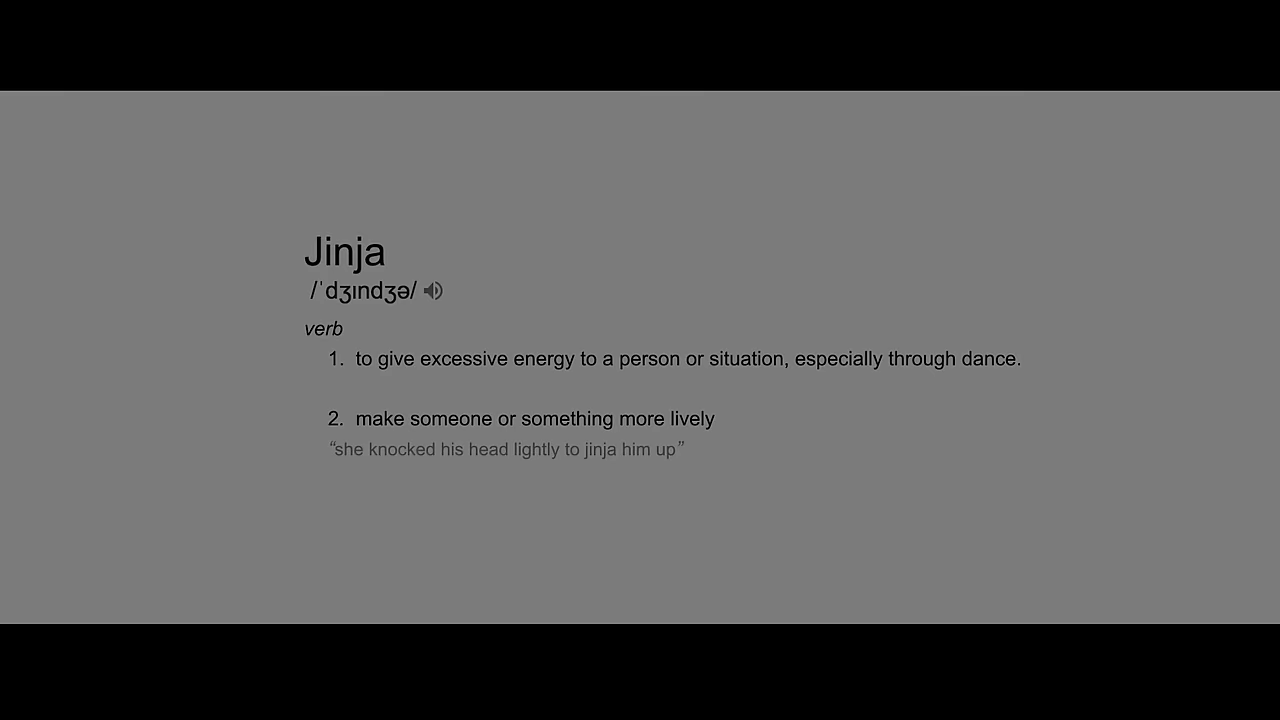 Jinja
/ˈdʒɪndʒə/
verb
1. to give excessive energy to a person or situation, especially through dance.
2. make someone or something more lively
“she knocked his head lightly to jinja him up”